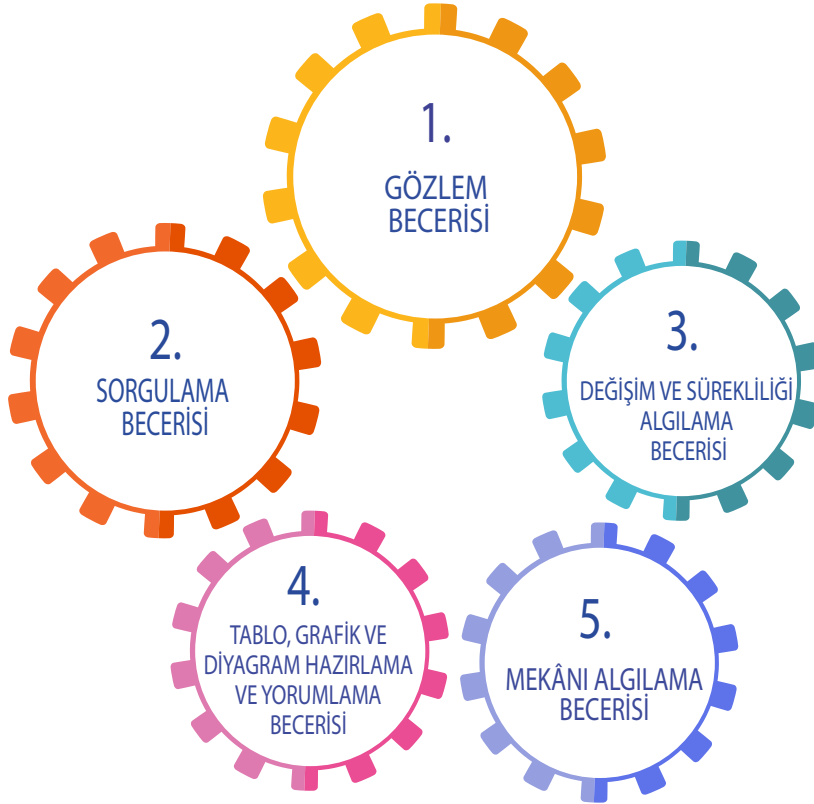 1.
GÖZLEM
BECERİSİ
2.
SORGULAMA
BECERİSİ
3.
DEĞİŞİM VE SÜREKLİLİĞİ
ALGILAMA
BECERİSİ
4.
TABLO, GRAFİK VE
DİYAGRAM HAZIRLAMA
VE YORUMLAMA
BECERİSİ
5.
MEKÂNI ALGILAMA
BECERİSİ